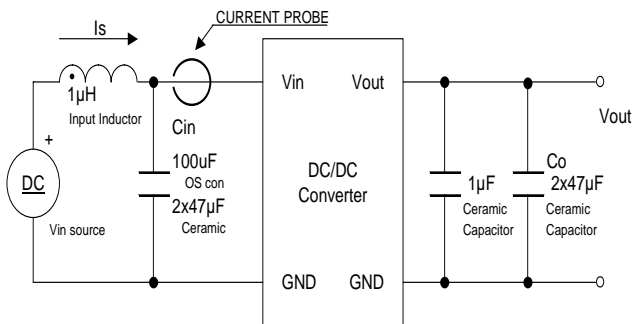 CURRENT PROBE
Is
1µH
Input Inductor
Cin
Vin
Vout
Vout
+
DC
Vin source
100uF
OS con
2x47µF
Ceramic
DC/DC
Converter
1µF
Ceramic
Capacitor
Co
2x47µF
Ceramic
Capacitor
GND
GND